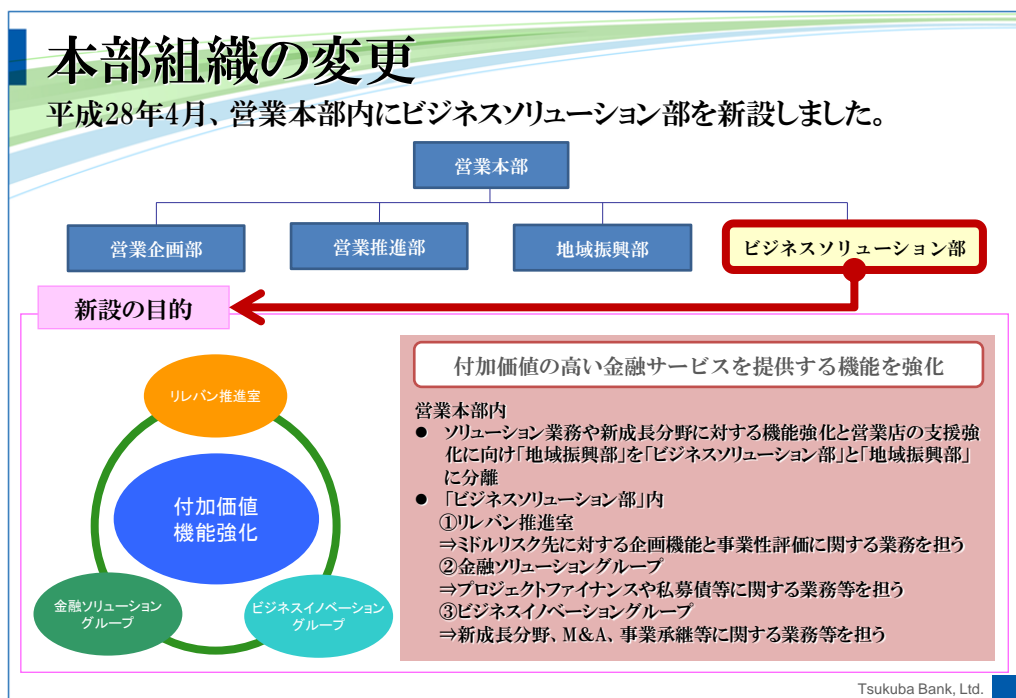 本部組織の変更
平成28年4月、営業本部内にビジネスソリューション部を新設しました。
営業本部
営業企画部
営業推進部
地域振興部
ビジネスソリューション部
新設の目的
リレバン推進室
付加価値
機能強化
金融ソリューション
グループ
ビジネスイノベーション
グループ
付加価値の高い金融サービスを提供する機能を強化
営業本部内
● ソリューション業務や新成長分野に対する機能強化と営業店の支援強
化に向け「地域振興部」を「ビジネスソリューション部」と「地域振興部」
に分離
● 「ビジネスソリューション部」内
①リレバン推進室
⇒ミドルリスク先に対する企画機能と事業性評価に関する業務を担う
②金融ソリューショングループ
⇒プロジェクトファイナンスや私募債等に関する業務等を担う
③ビジネスイノベーショングループ
⇒新成長分野、M&A、事業承継等に関する業務等を担う
Tsukuba Bank, Ltd.